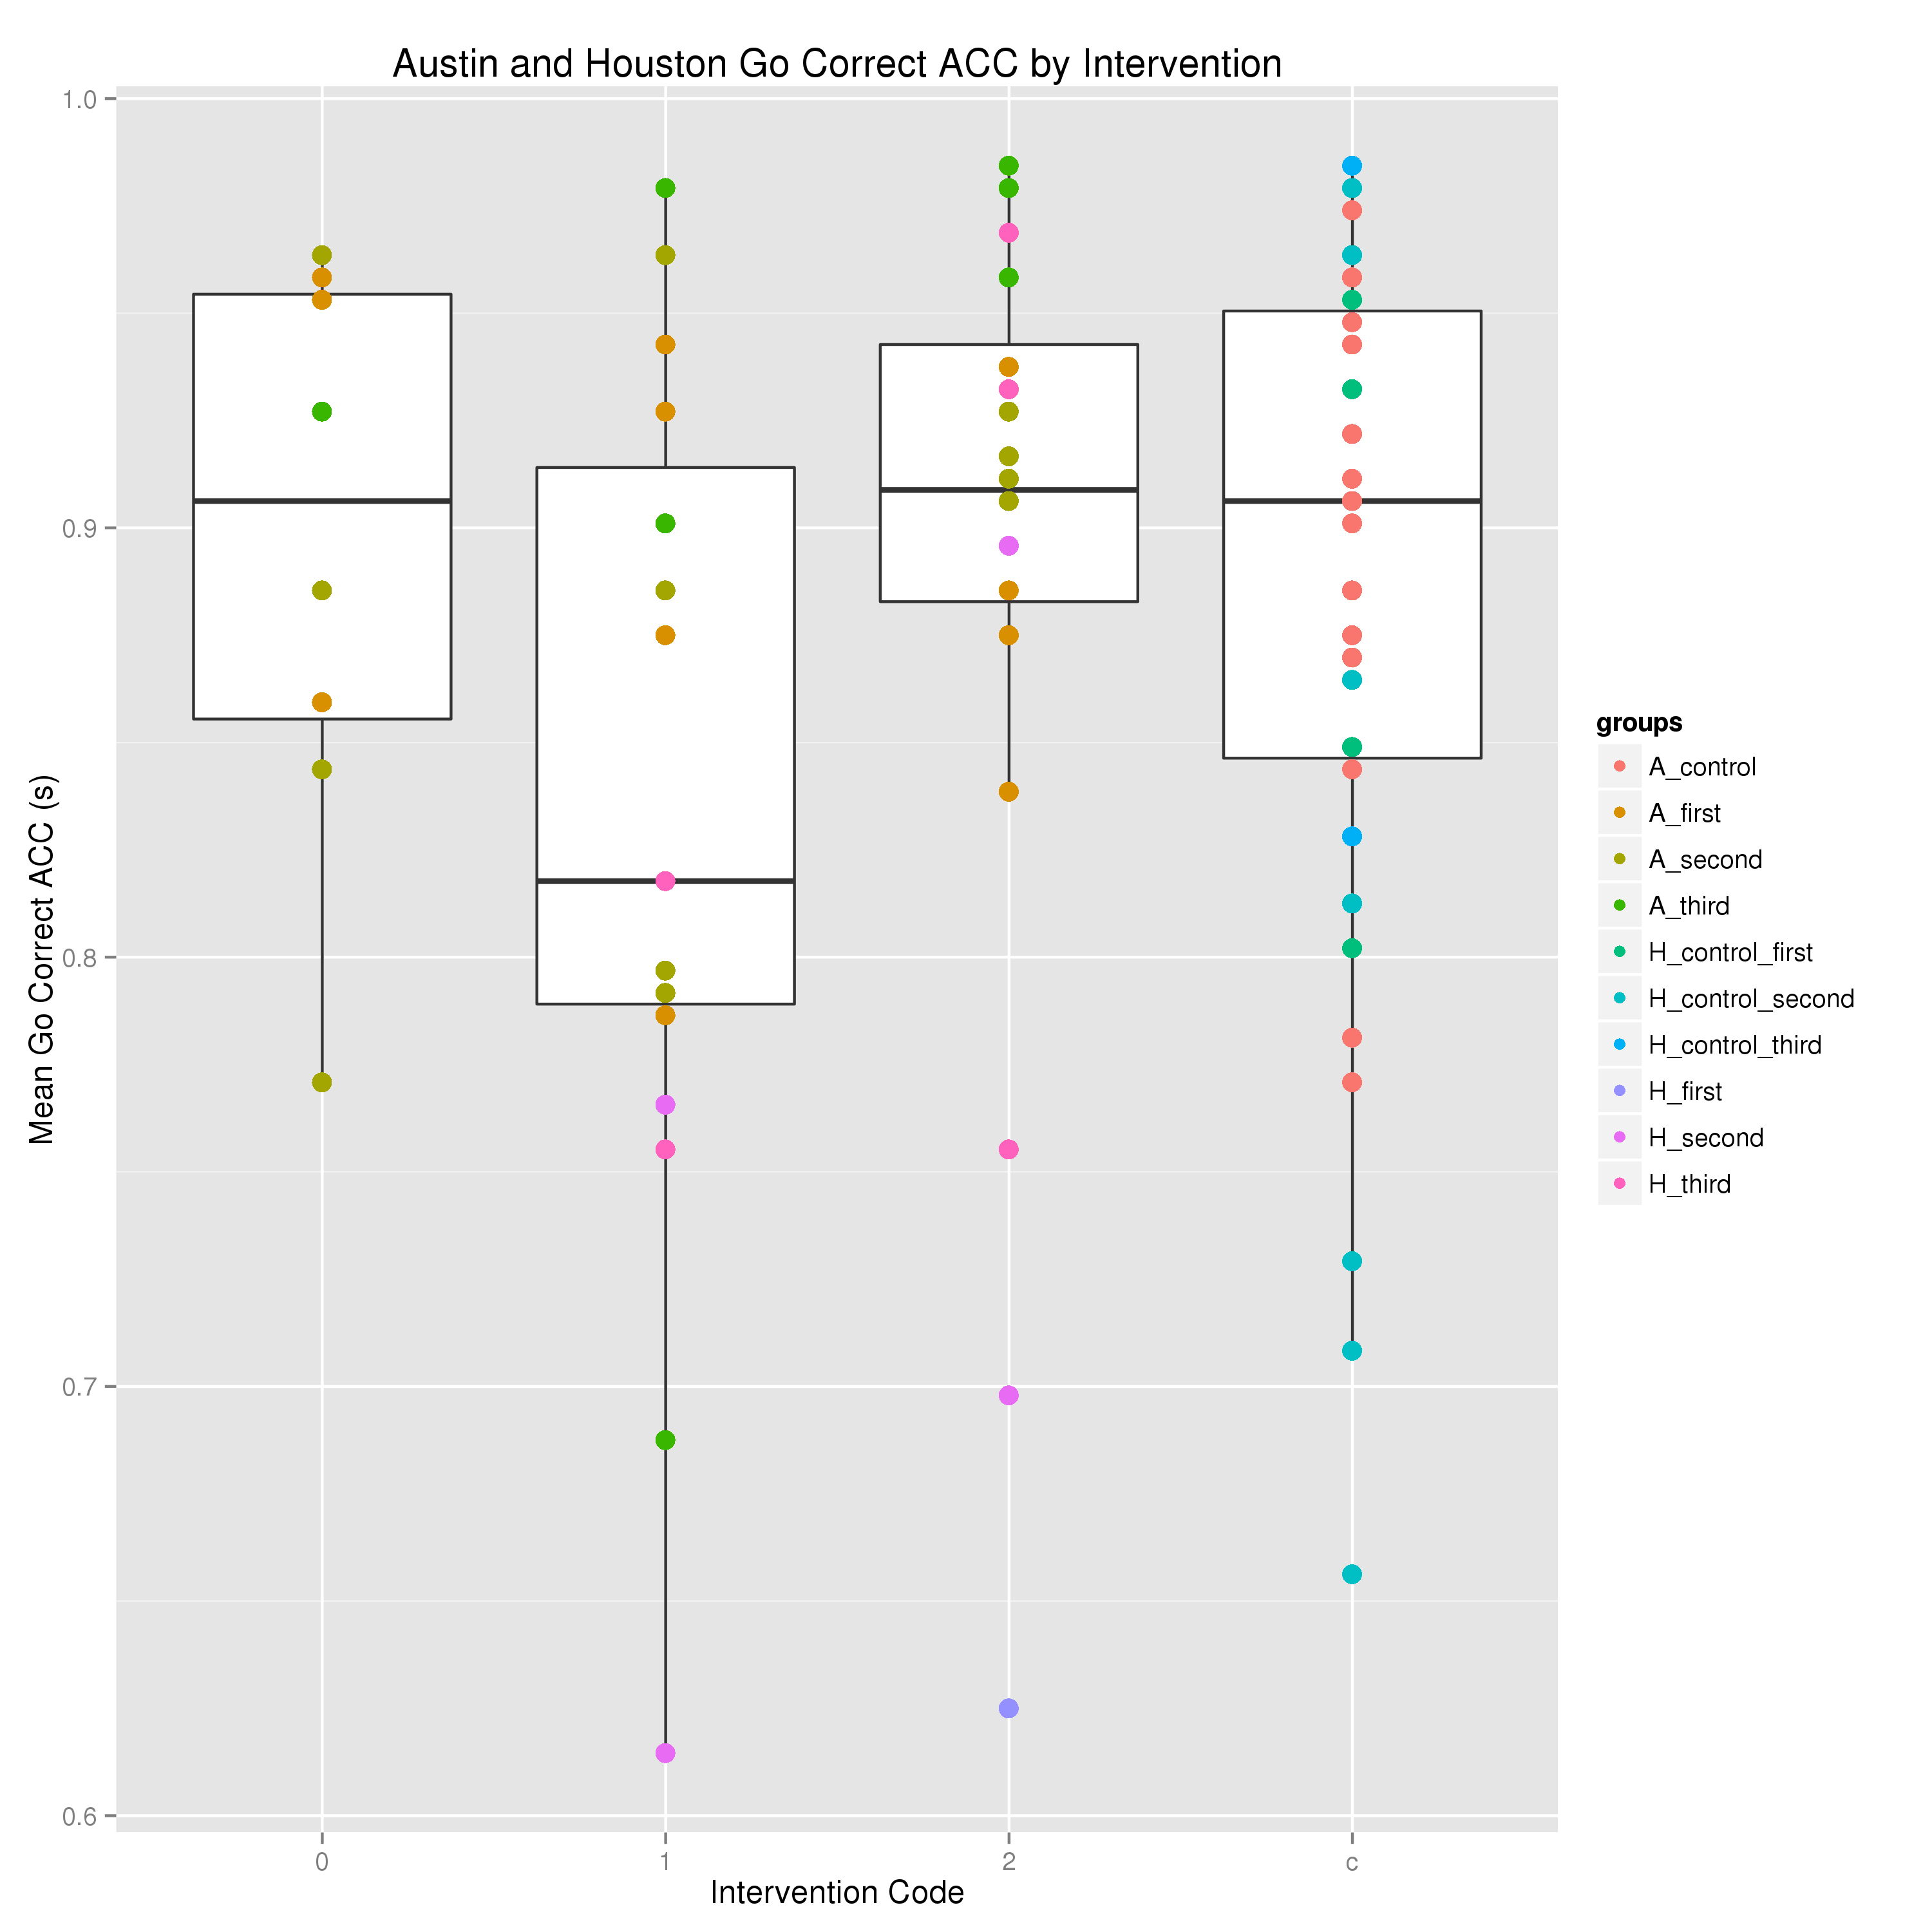 Austin and Houston Go Correct ACC by Intervention
1.0
0.9
0.8
0.7
0.6
Mean Go Correct ACC (s)
0
1
2
c
Intervention Code
groups
A_control
A_first
A_second
A_third
H_control_first
H_control_second
H_control_third
H_first
H_second
H_third